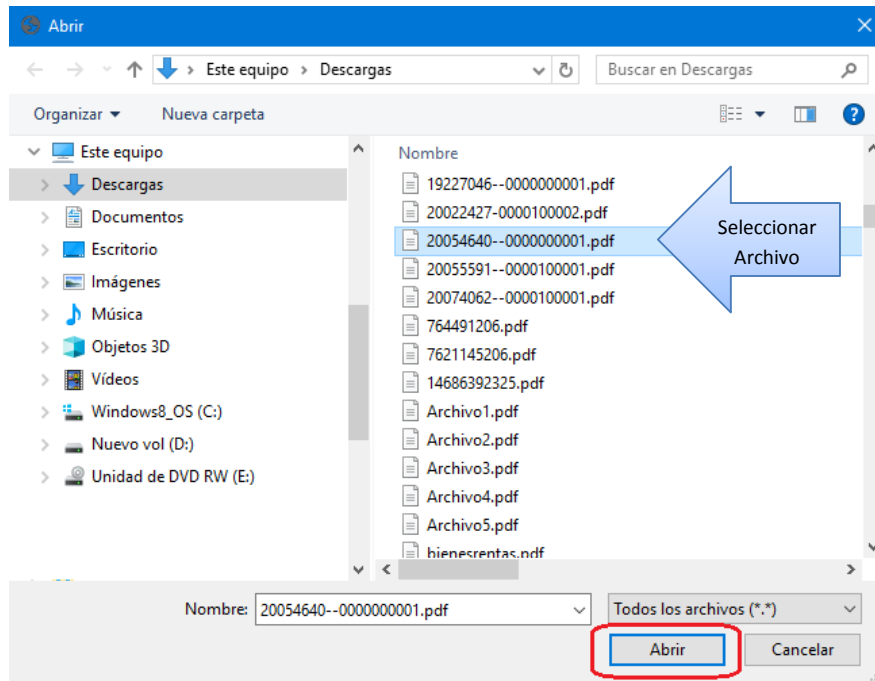 Abrir
Este equipo > Descargas
Buscar en Descargas
Organizar
Nueva carpeta
Este equipo
Descargas
Documentos
Escritorio
Imágenes
Música
Objetos 3D
Vídeos
Windows8_OS (C:)
Nuevo vol (D:)
Unidad de DVD RW (E:)
Nombre
19227046--0000000001.pdf
20022427-0000100002.pdf
20054640--0000000001.pdf
20055591--0000100001.pdf
20074062--0000100001.pdf
764491206.pdf
7621145206.pdf
14686392325.pdf
Archivo1.pdf
Archivo2.pdf
Archivo3.pdf
Archivo4.pdf
Archivo5.pdf
bienesrentas.pdf
Seleccionar
Archivo
Nombre: 20054640--0000000001.pdf
Todos los archivos (*.*)
Abrir
Cancelar